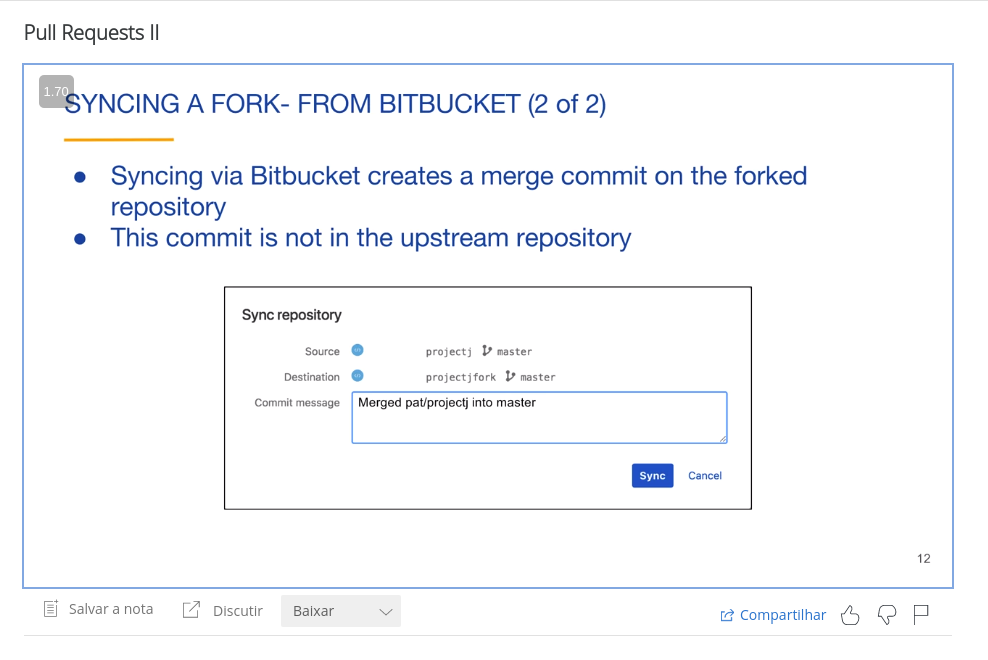 Pull Requests II
1.70
SYNCING A FORK- FROM BITBUCKET (2 of 2)
● Syncing via Bitbucket creates a merge commit on the forked
repository
● This commit is not in the upstream repository
Sync repository
Source projectj master
Destination projectjfork master
Commit message Merged pat/projectj into master
Sync Cancel
12
Salvar a nota Discutir Baixar Compartilhar